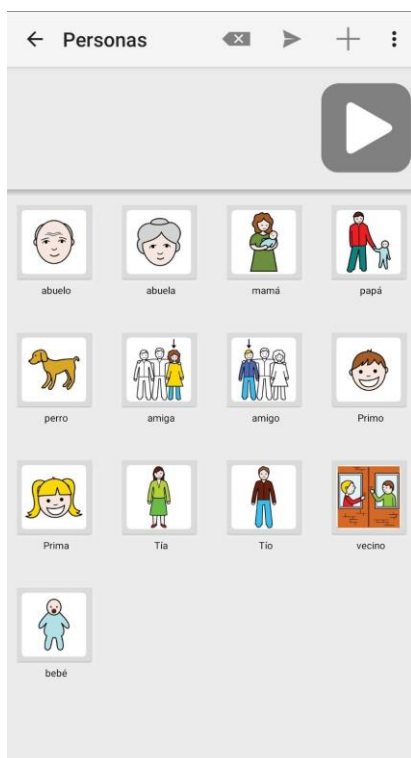 Personas
abuelo abuela mamá papá
perro amiga amigo Primo
Prima Tía Tío vecino
bebé